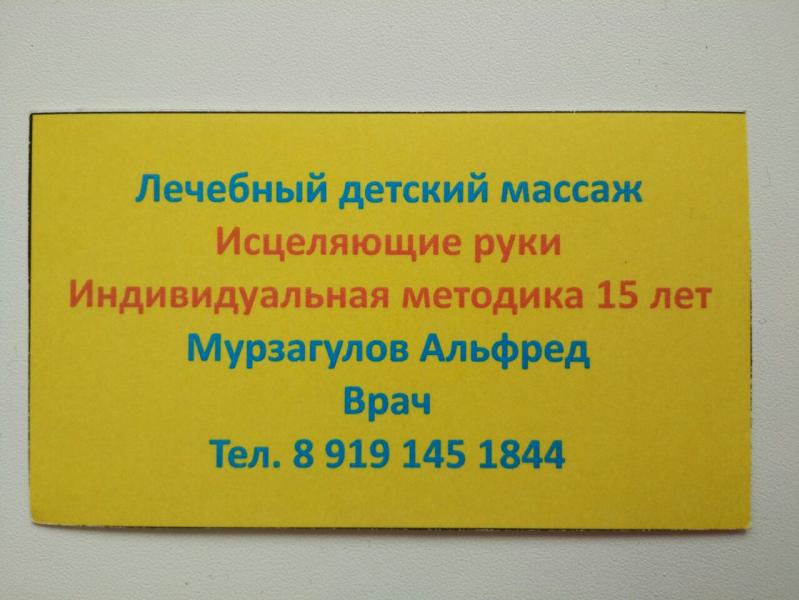 Лечебный детский массаж
Исцеляющие руки
Индивидуальная методика 15 лет
Мурзагулов Альфред
Врач
Тел. 8 919 145 1844